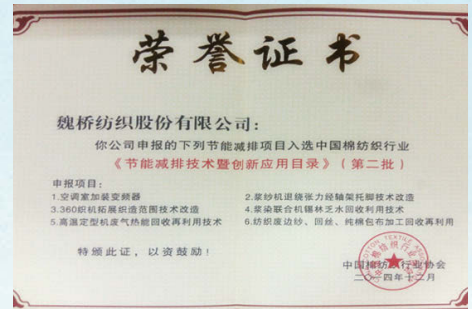 荣誉证书
魏桥纺织股份有限公司：
你公司申报的下列节能减排项目入选中国棉纺织行业
《节能减排技术暨创新应用目录》（第二批）
申报项目：
1.空调室加装变频器
2.浆纱机退绕张力经轴架托脚技术改造
3.360织机拓展织造范围技术改造
4.浆染联合机锡林乏水回收利用技术
5.高温定型机废气热能回收再利用技术
6.纺织废边纱、回丝、纯棉包布加工回收再利用
特颁此证，以资鼓励！
中国棉纺织行业协会
二〇一四年十二月